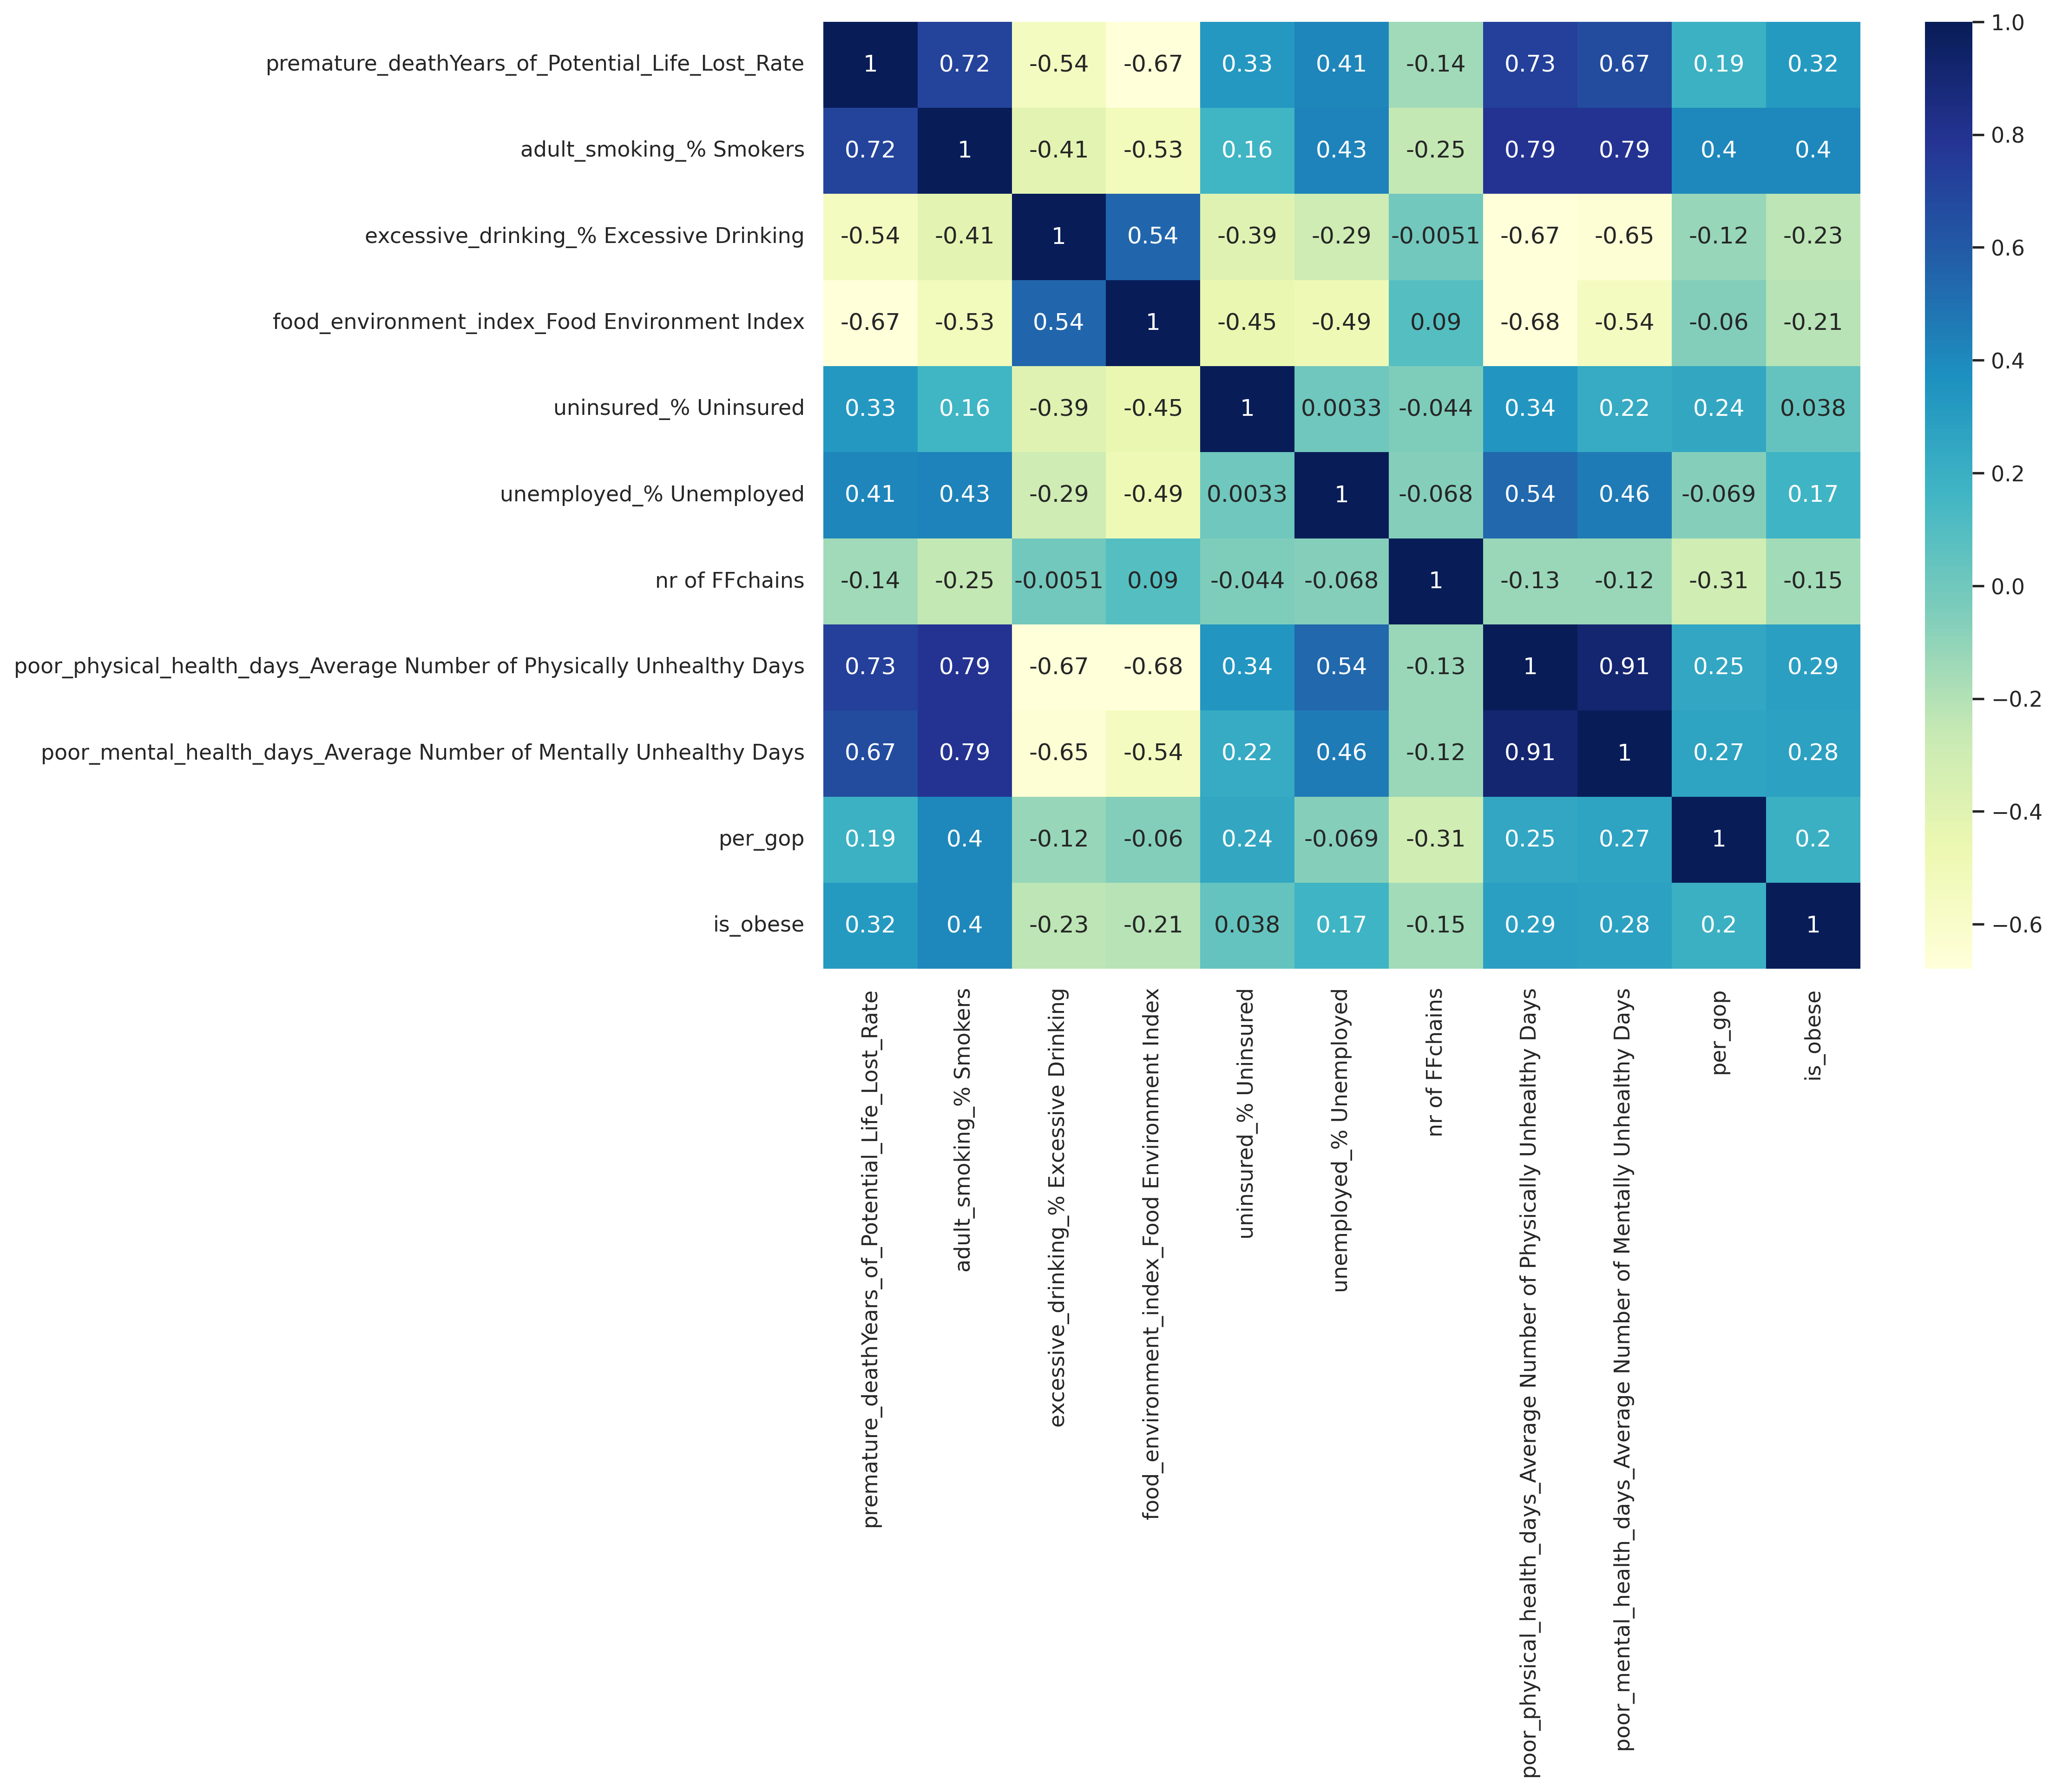 premature_deathYears_of_Potential_Life_Lost_Rate 1 0.72 -0.54 -0.67 0.33 0.41 -0.14 0.73 0.67 0.19 0.32
adult_smoking_% Smokers 0.72 1 -0.41 -0.53 0.16 0.43 -0.25 0.79 0.79 0.4 0.4
excessive_drinking_% Excessive Drinking -0.54 -0.41 1 0.54 -0.39 -0.29 -0.0051 -0.67 -0.65 -0.12 -0.23
food_environment_index_Food Environment Index -0.67 -0.53 0.54 1 -0.45 -0.49 0.09 -0.68 -0.54 -0.06 -0.21
uninsured_% Uninsured 0.33 0.16 -0.39 -0.45 1 0.0033 -0.044 0.34 0.22 0.24 0.038
unemployed_% Unemployed 0.41 0.43 -0.29 -0.49 0.0033 1 -0.068 0.54 0.46 -0.069 0.17
nr of FFchains -0.14 -0.25 -0.0051 0.09 -0.044 -0.068 1 -0.13 -0.12 -0.31 -0.15
poor_physical_health_days_Average Number of Physically Unhealthy Days 0.73 0.79 -0.67 -0.68 0.34 0.54 -0.13 1 0.91 0.25 0.29
poor_mental_health_days_Average Number of Mentally Unhealthy Days 0.67 0.79 -0.65 -0.54 0.22 0.46 -0.12 0.91 1 0.27 0.28
per_gop 0.19 0.4 -0.12 -0.06 0.24 -0.069 -0.31 0.25 0.27 1 0.2
is_obese 0.32 0.4 -0.23 -0.21 0.038 0.17 -0.15 0.29 0.28 0.2 1
premature_deathYears_of_Potential_Life_Lost_Rate
adult_smoking_% Smokers
excessive_drinking_% Excessive Drinking
food_environment_index_Food Environment Index
uninsured_% Uninsured
unemployed_% Unemployed
nr of FFchains
poor_physical_health_days_Average Number of Physically Unhealthy Days
poor_mental_health_days_Average Number of Mentally Unhealthy Days
per_gop
is_obese
1.0
0.8
0.6
0.4
0.2
0.0
−0.2
−0.4
−0.6